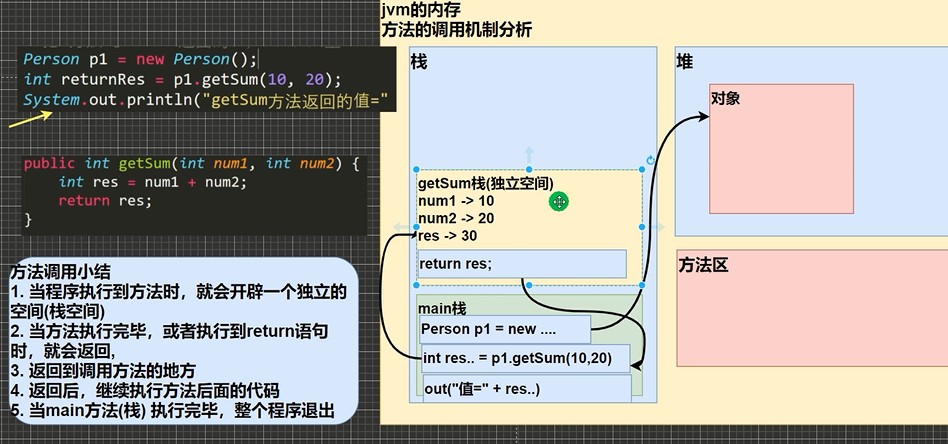 jvm的内存
方法的调用机制分析
Person p1 = new Person();
int returnRes = p1.getSum(10, 20);
System.out.println("getSum方法返回的值="
public int getSum(int num1, int num2) {
int res = num1 + num2;
return res;
}
方法调用小结
1. 当程序执行到方法时，就会开辟一个独立的
空间(栈空间)
2. 当方法执行完毕，或者执行到return语句
时，就会返回,
3. 返回到调用方法的地方
4. 返回后，继续执行方法后面的代码
5. 当main方法(栈) 执行完毕，整个程序退出
栈
getSum栈(独立空间)
num1 -> 10
num2 -> 20
res -> 30
return res;
main栈
Person p1 = new ....
int res.. = p1.getSum(10,20)
out("值=" + res..)
堆
对象
方法区